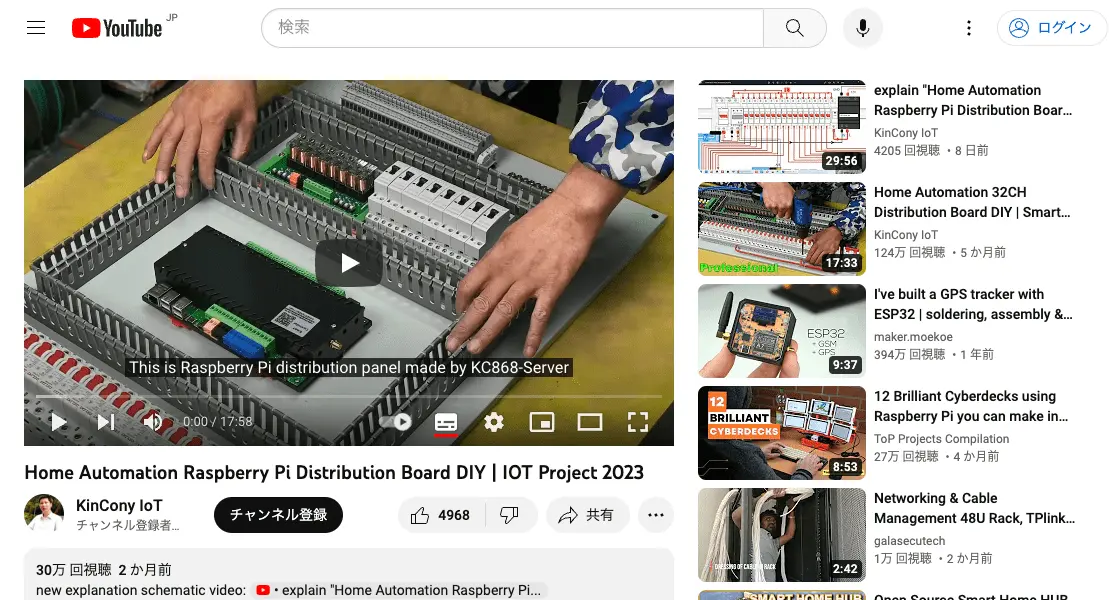 YouTube JP
検索
ログイン
This is Raspberry Pi distribution panel made by KC868-Server
0:00 / 17:58
Home Automation Raspberry Pi Distribution Board DIY | IOT Project 2023
KinCony IoT
チャンネル登録者...
チャンネル登録
4968
共有
30万 回視聴 2 か月前
new explanation schematic video: • explain "Home Automation Raspberry Pi...
29:56
explain "Home Automation
Raspberry Pi Distribution Boar...
KinCony IoT
4205 回視聴 ・8 日前
Professional
17:33
Home Automation 32CH
Distribution Board DIY | Smart...
KinCony IoT
124万 回視聴 ・5 か月前
ESP32
+ GSM
+ GPS
9:37
I've built a GPS tracker with
ESP32 | soldering, assembly &...
maker.moekoe
394万 回視聴 ・1 年前
12
BRILLIANT
CYBERDECKS
8:53
12 Brilliant Cyberdecks using
Raspberry Pi you can make in...
ToP Projects Compilation
27万 回視聴 ・4 か月前
DRESSING OF CABLE IN RACK
2:42
Networking & Cable
Management 48U Rack, TPlink...
galasecutech
1万 回視聴 ・2 か月前
SMART HOME HUB
Open Source Smart Home HUB